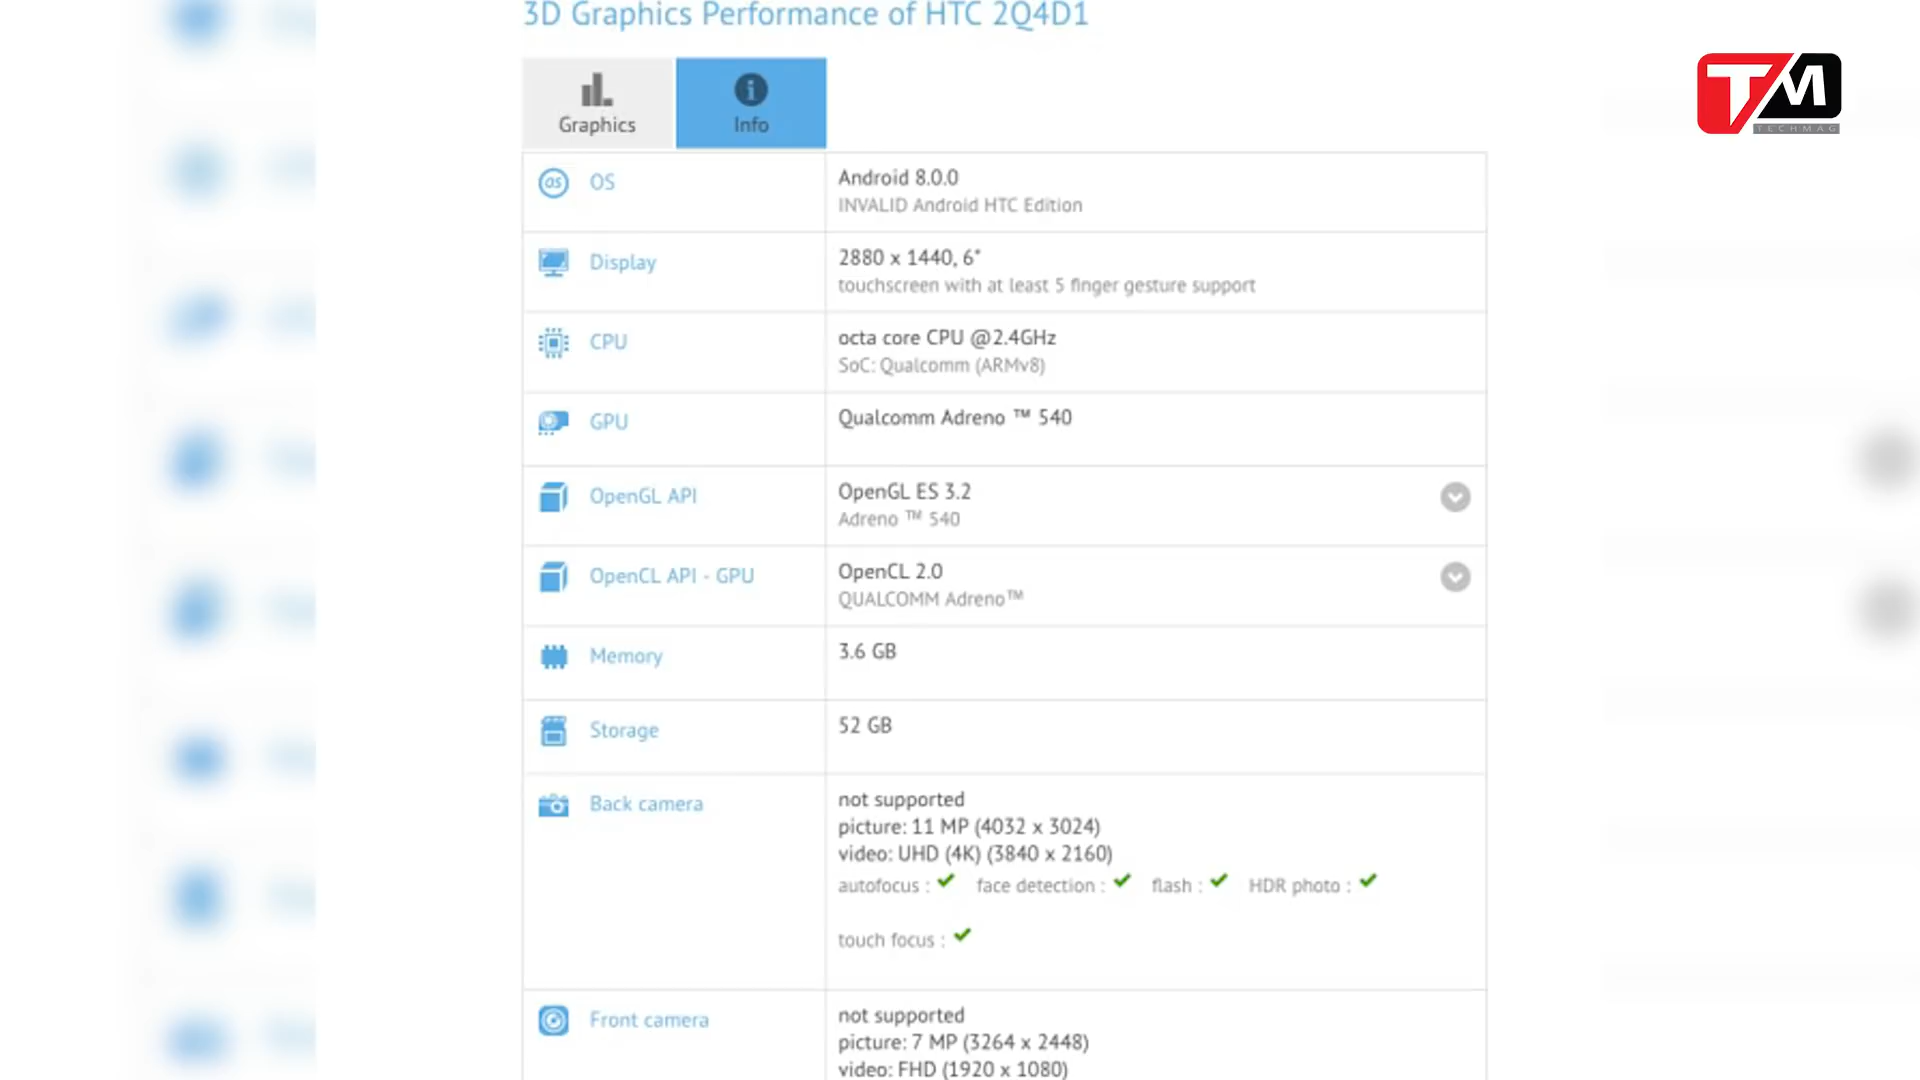 3D Graphics Performance of HTC 2Q4D1
TM
TECHMAG
Graphics
Info
OS
Android 8.0.0
INVALID Android HTC Edition
Display
2880 x 1440, 6"
touchscreen with at least 5 finger gesture support
CPU
octa core CPU @2.4GHz
SoC: Qualcomm (ARMv8)
GPU
Qualcomm Adreno ™ 540
OpenGL API
OpenGL ES 3.2
Adreno ™ 540
OpenCL API - GPU
OpenCL 2.0
QUALCOMM Adreno™
Memory
3.6 GB
Storage
52 GB
Back camera
not supported
picture: 11 MP (4032 x 3024)
video: UHD (4K) (3840 x 2160)
autofocus : face detection : flash : HDR photo :
touch focus :
Front camera
not supported
picture: 7 MP (3264 x 2448)
video: FHD (1920 x 1080)